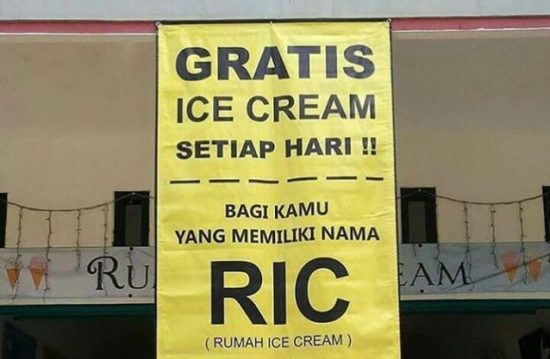 GRATIS
ICE CREAM
SETIAP HARI !!
BAGI KAMU
YANG MEMILIKI NAMA
RIC
( RUMAH ICE CREAM )